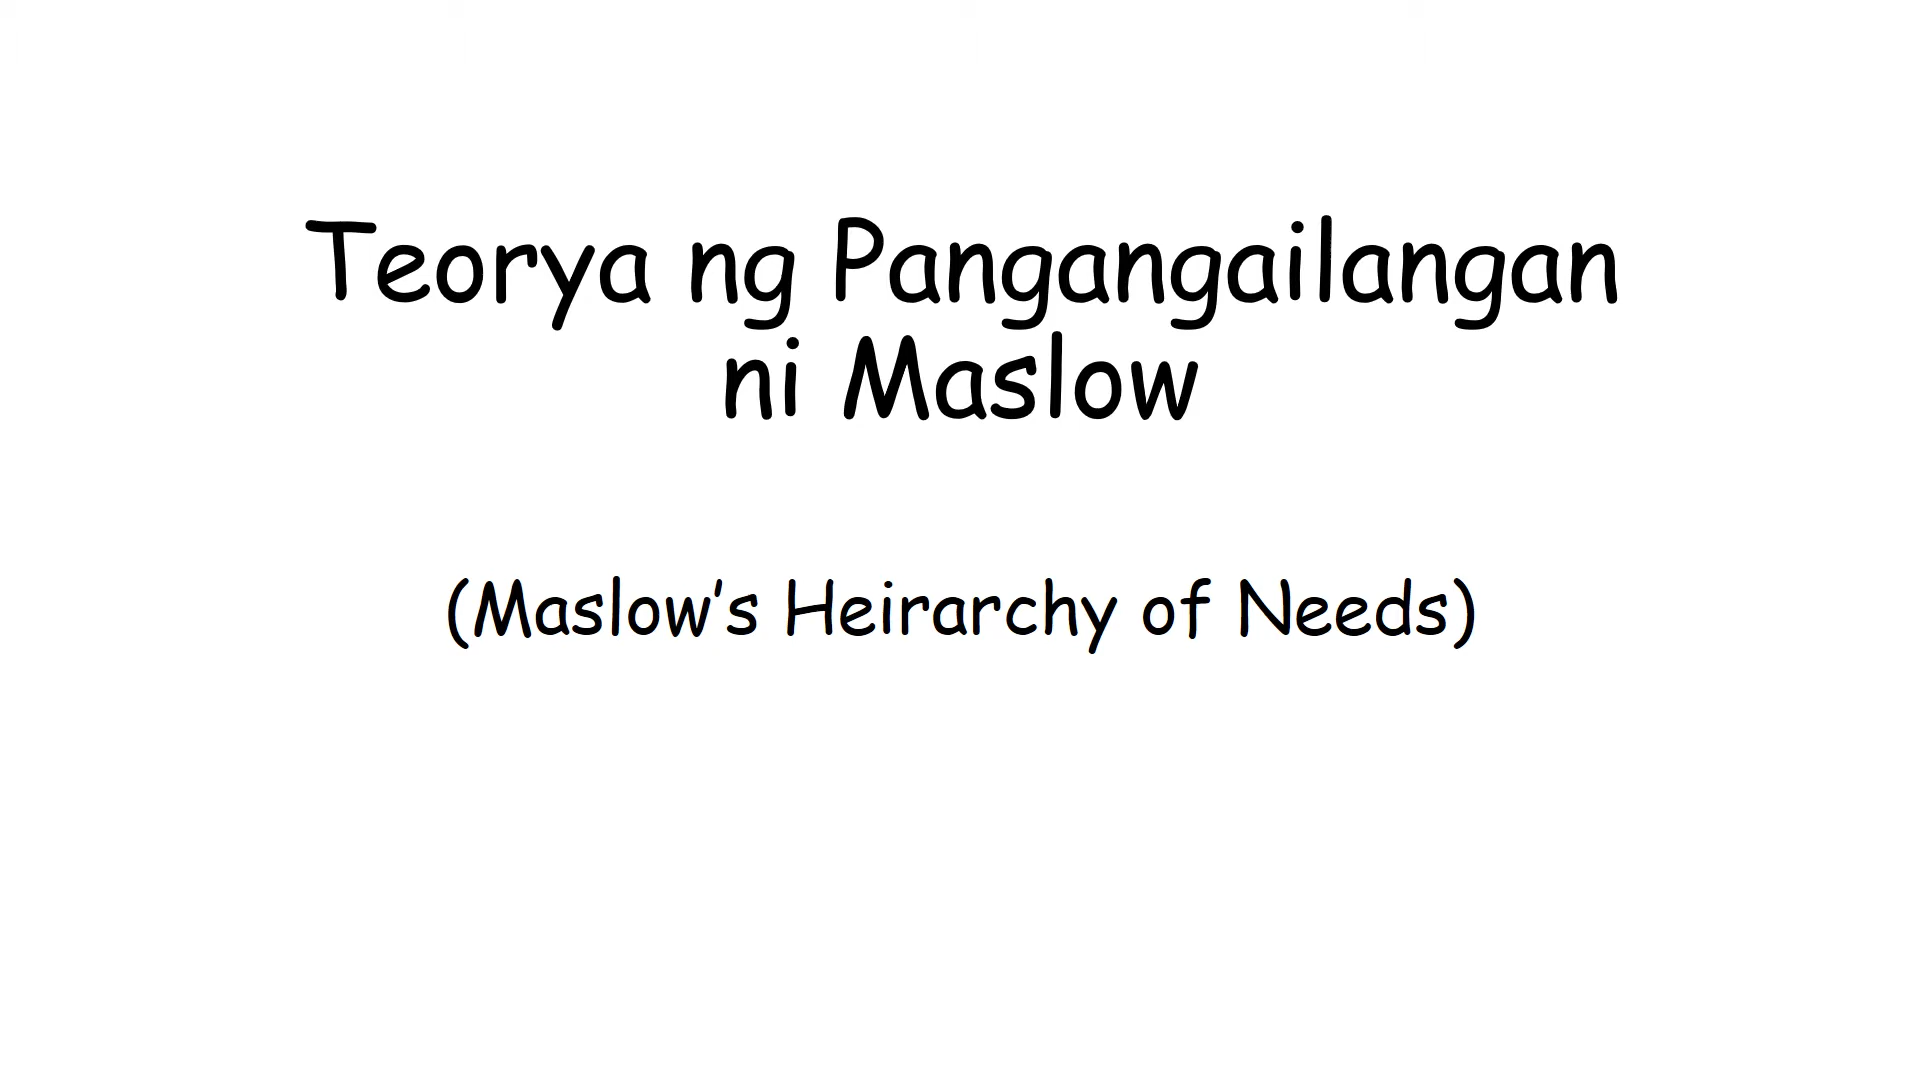 Teorya ng Pangangailangan
ni Maslow
(Maslow’s Heirarchy of Needs)